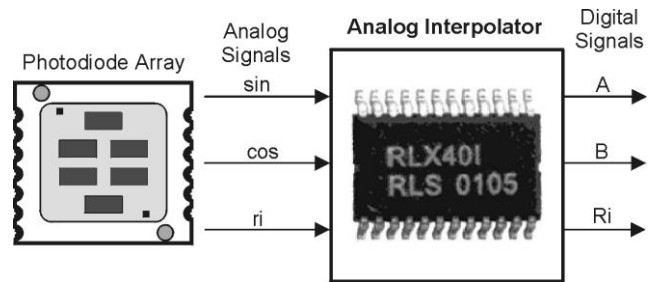 Photodiode Array
Analog
Signals
sin
cos
ri
Analog Interpolator
RLX40I
RLS 0105
Digital
Signals
A
B
Ri